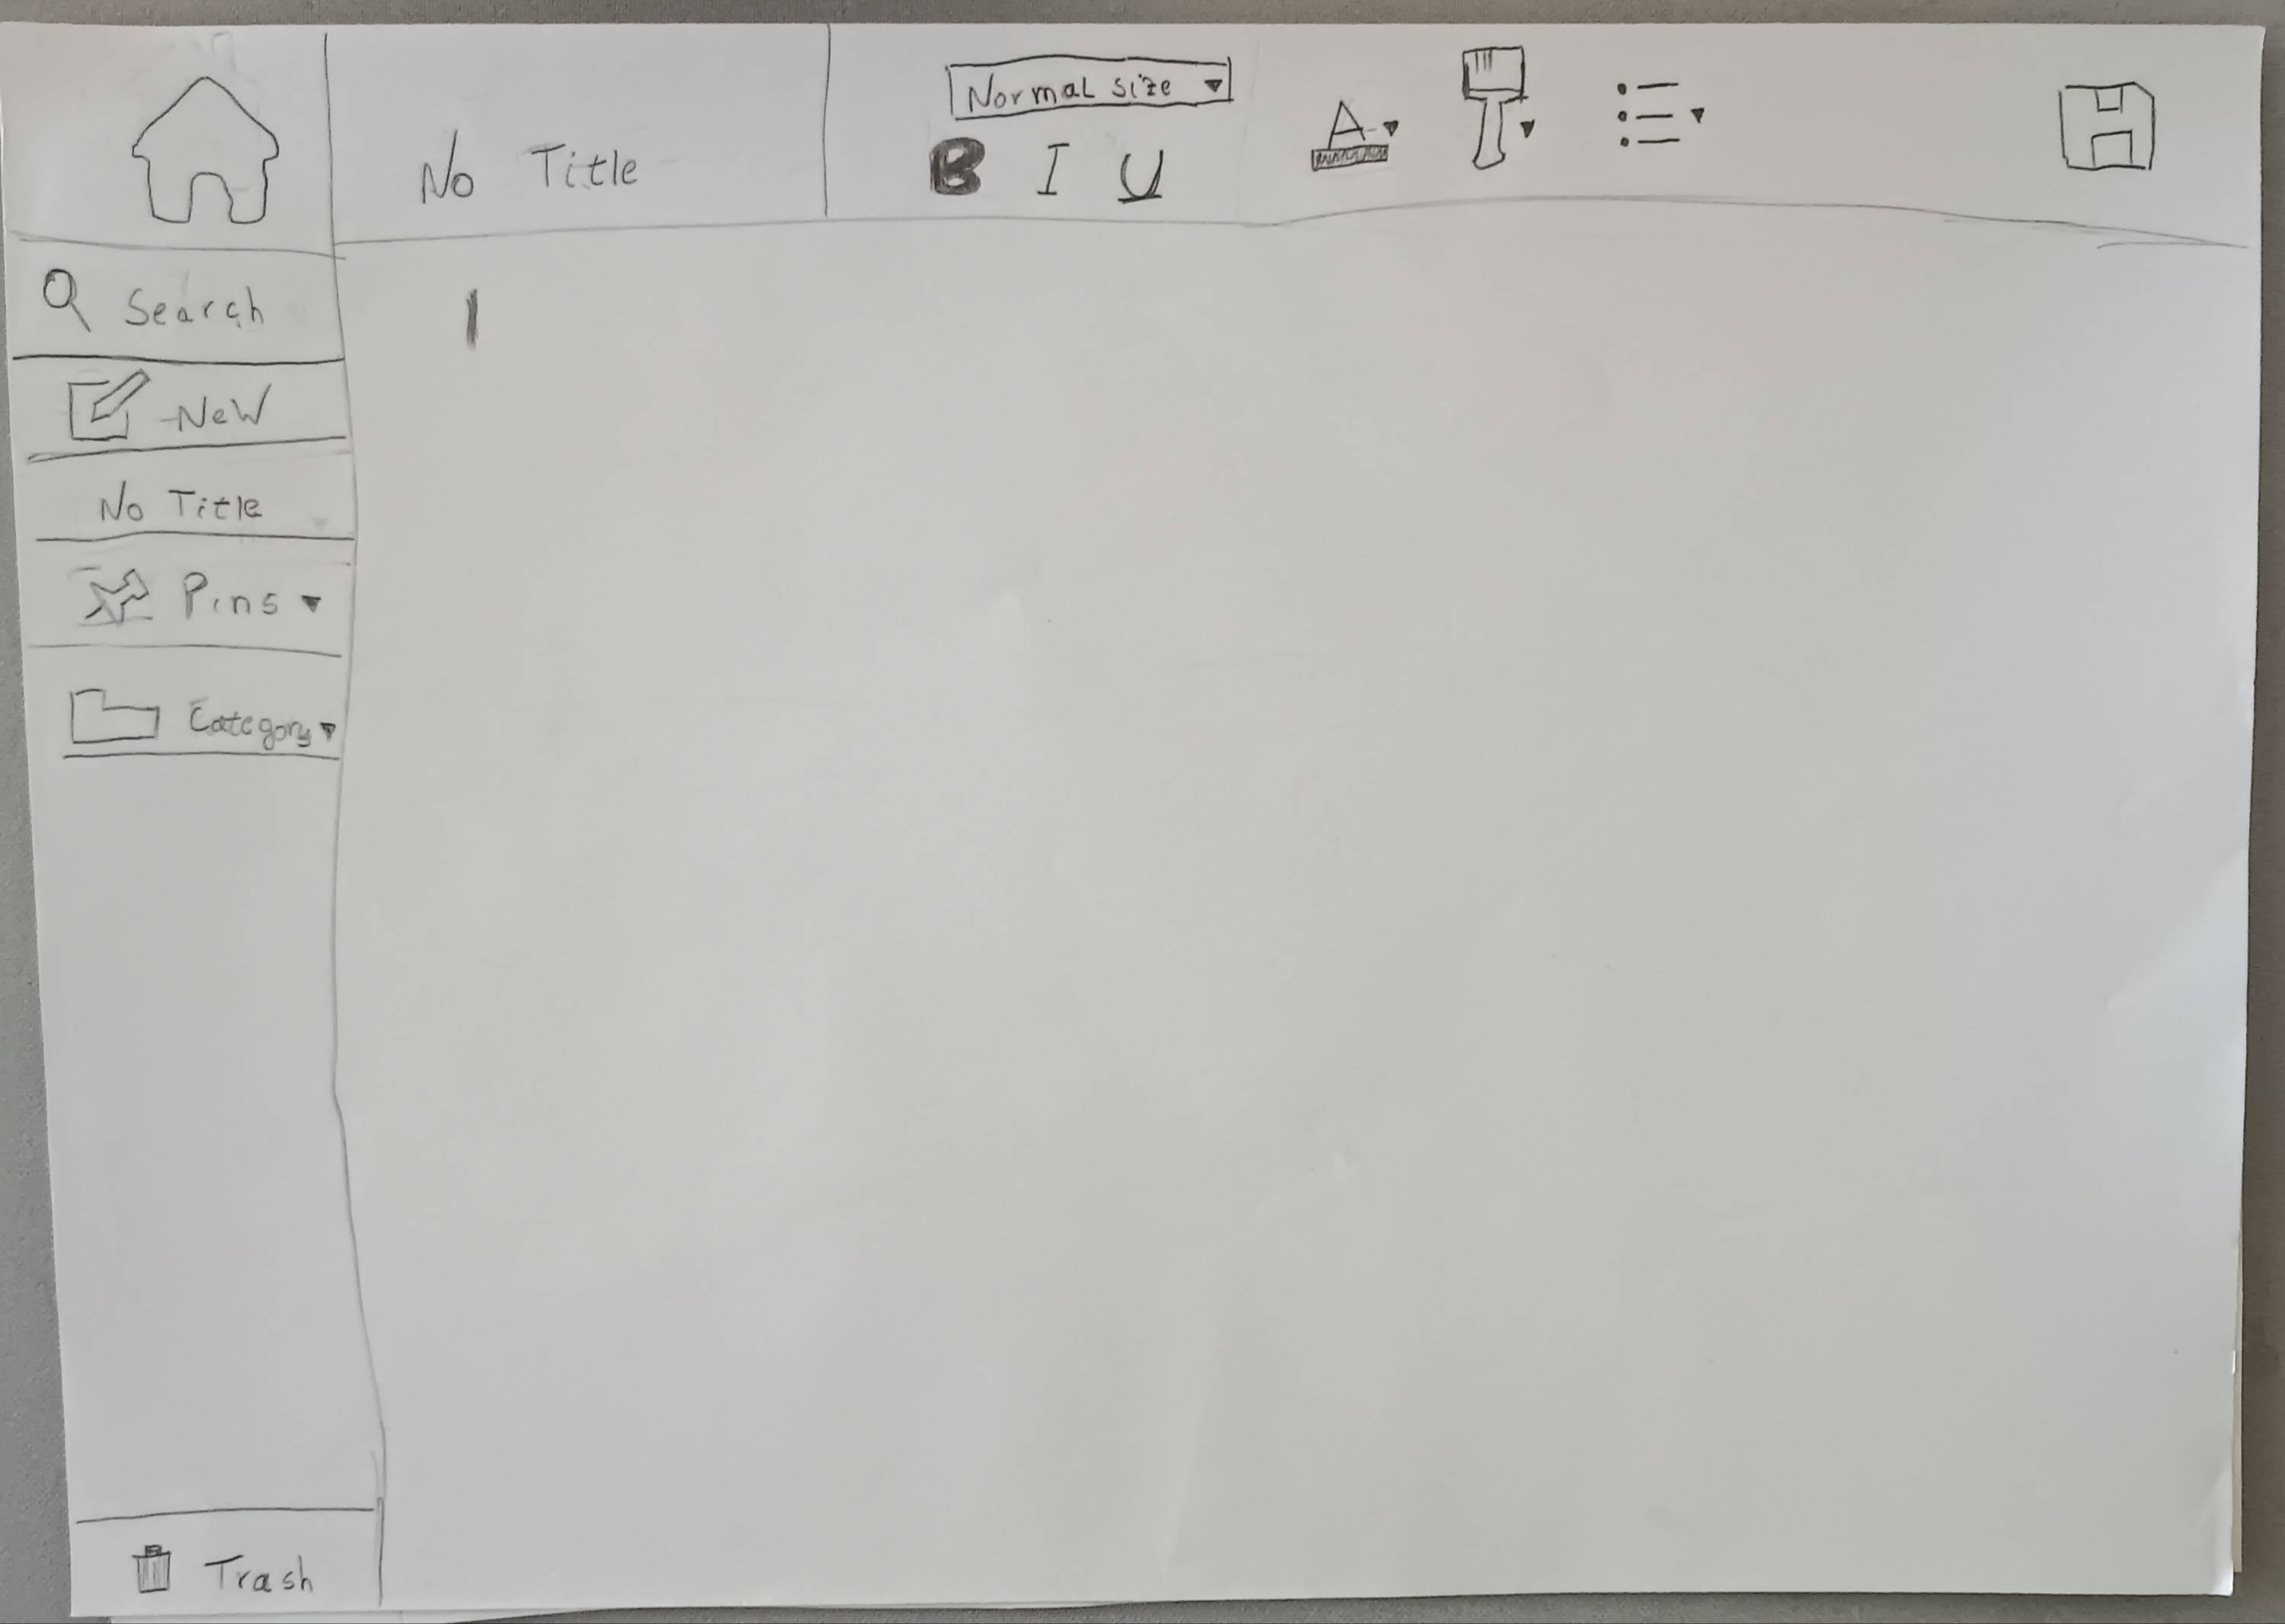 No Title
Normal size
B I U
A
Search
New
No Title
Pins
Category
Trash